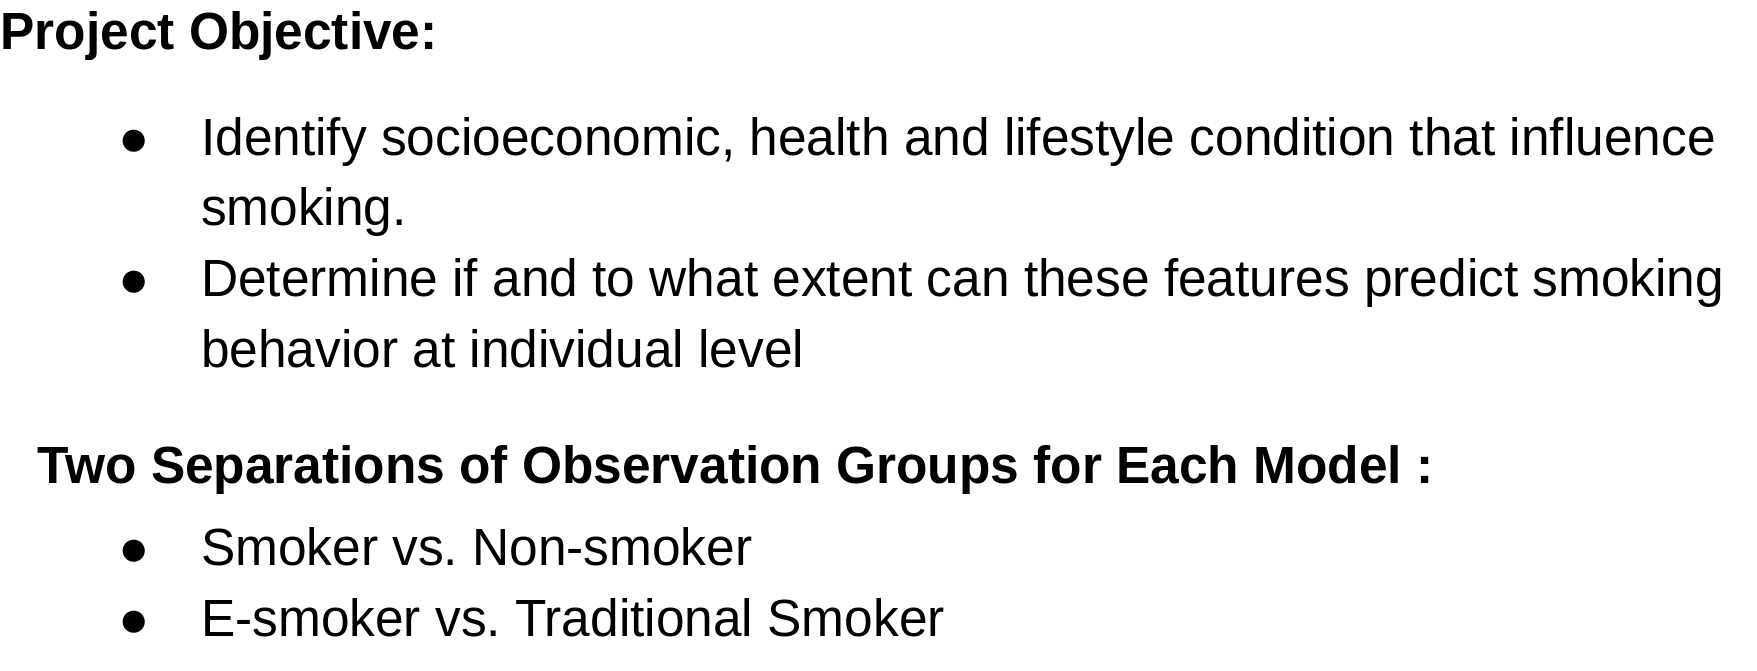 Project Objective:
● Identify socioeconomic, health and lifestyle condition that influence
smoking.
● Determine if and to what extent can these features predict smoking
behavior at individual level
Two Separations of Observation Groups for Each Model :
● Smoker vs. Non-smoker
● E-smoker vs. Traditional Smoker